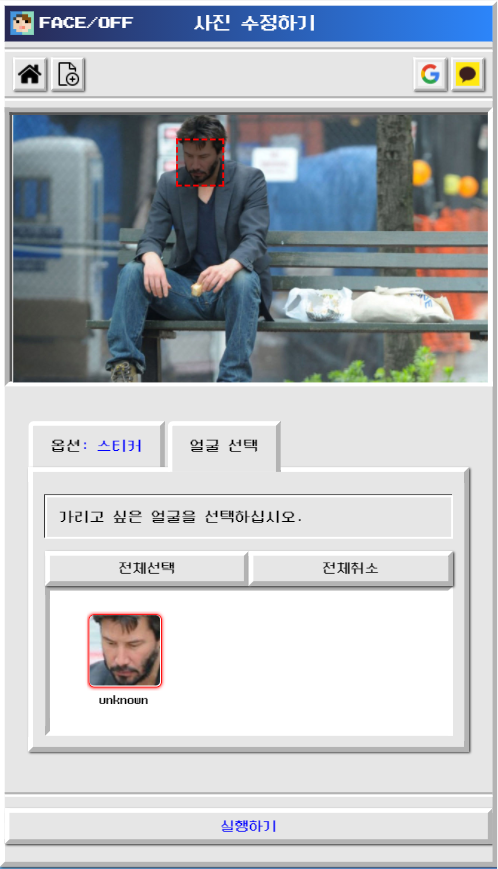 FACE/OFF 사진 수정하기
옵션: 스티커 얼굴 선택
가리고 싶은 얼굴을 선택하십시오.
전체선택 전체취소
unknown
실행하기